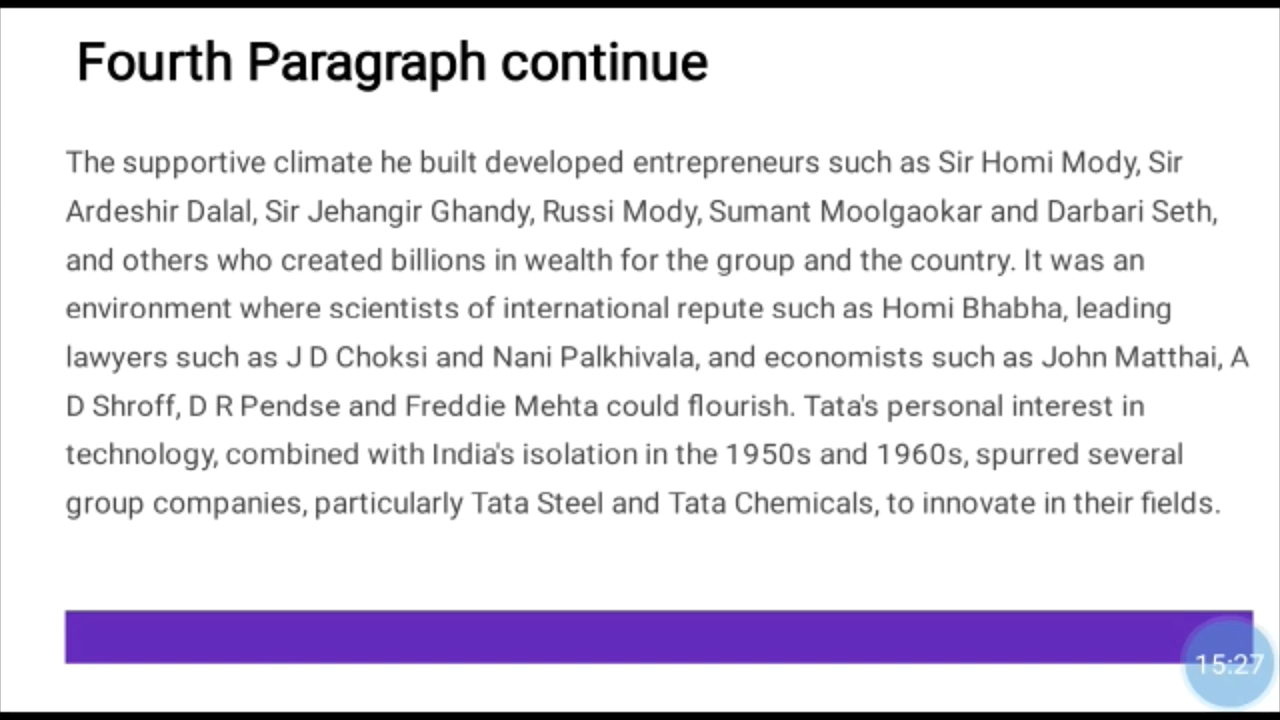 Fourth Paragraph continue
The supportive climate he built developed entrepreneurs such as Sir Homi Mody, Sir
Ardeshir Dalal, Sir Jehangir Ghandy, Russi Mody, Sumant Moolgaokar and Darbari Seth,
and others who created billions in wealth for the group and the country. It was an
environment where scientists of international repute such as Homi Bhabha, leading
lawyers such as J D Choksi and Nani Palkhivala, and economists such as John Matthai, A
D Shroff, D R Pendse and Freddie Mehta could flourish. Tata's personal interest in
technology, combined with India's isolation in the 1950s and 1960s, spurred several
group companies, particularly Tata Steel and Tata Chemicals, to innovate in their fields.
15:27